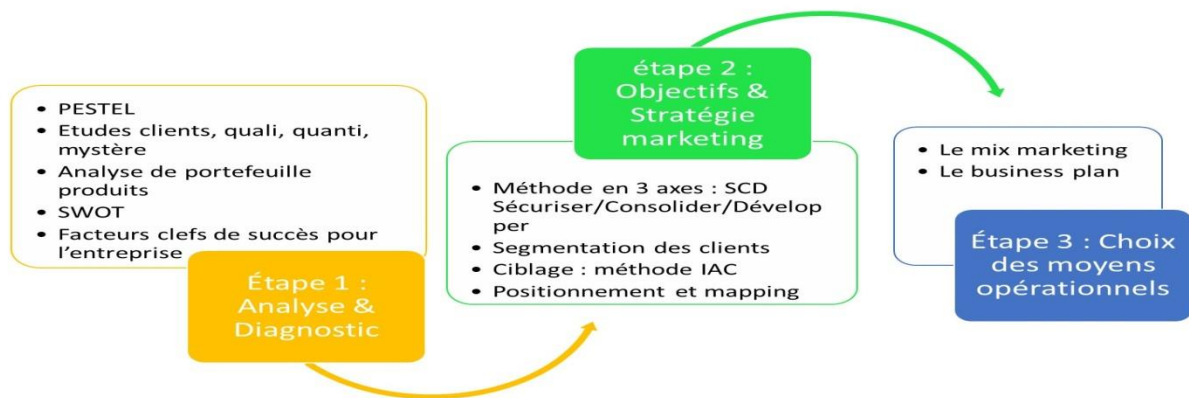 • PESTEL
• Etudes clients, quali, quanti,
mystère
• Analyse de portefeuille
produits
• SWOT
• Facteurs clefs de succès pour
l'entreprise
Étape 1 :
Analyse &
Diagnostic
étape 2 :
Objectifs &
Stratégie
marketing
• Méthode en 3 axes : SCD
Sécuriser/Consolider/Dévelop
per
• Segmentation des clients
• Ciblage : méthode IAC
• Positionnement et mapping
• Le mix marketing
• Le business plan
Étape 3 : Choix
des moyens
opérationnels